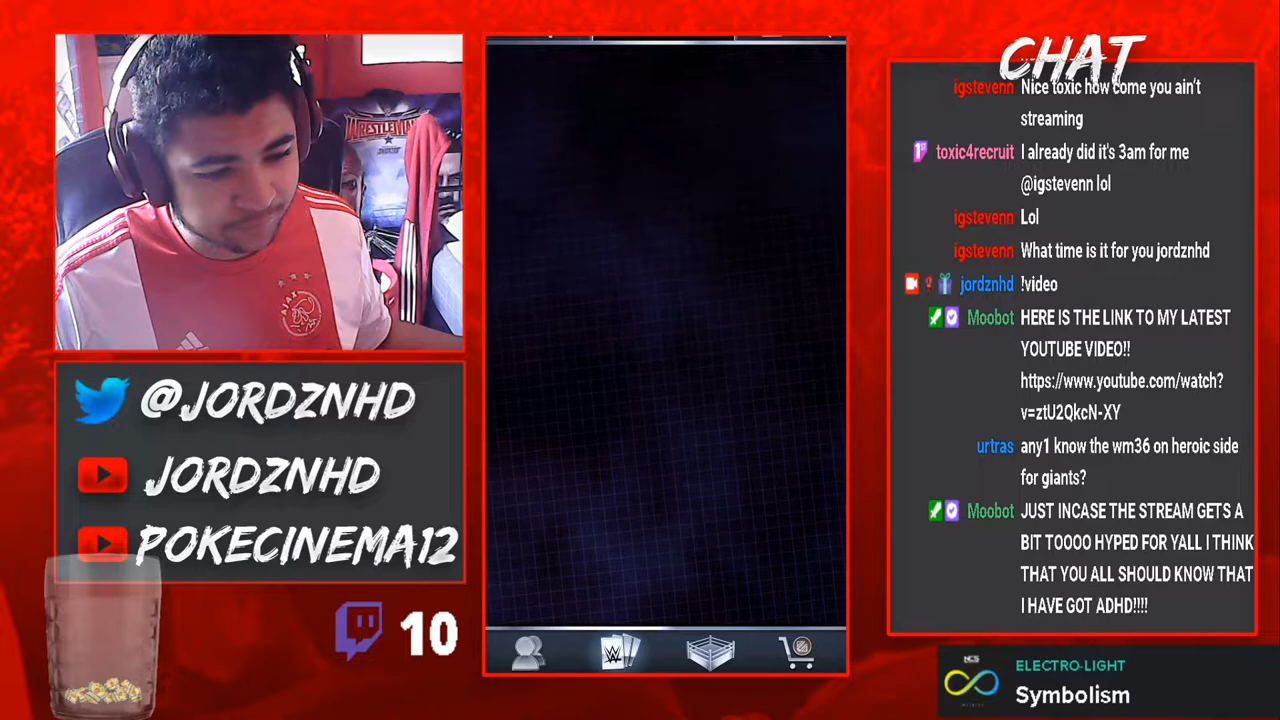 WRESTLEMAN
AJAX
adidas
@JORDZNHD
JORDZNHD
POKECINEMA12
10
W
CHAT
igstevenn Nice toxic how come you ain't
streaming
toxic4recruit I already did it's 3am for me
@igstevenn lol
igstevenn Lol
igstevenn What time is it for you jordznhd
jordznhd !video
Moobot HERE IS THE LINK TO MY LATEST
YOUTUBE VIDEO!!
https://www.youtube.com/watch?
v=ztU2QkcN-XY
urtras any1 know the wm36 on heroic side
for giants?
Moobot JUST INCASE THE STREAM GETS A
BIT TOOOO HYPED FOR YALL I THINK
THAT YOU ALL SHOULD KNOW THAT
I HAVE GOT ADHD!!!!
NCS
ELECTRO-LIGHT
Symbolism